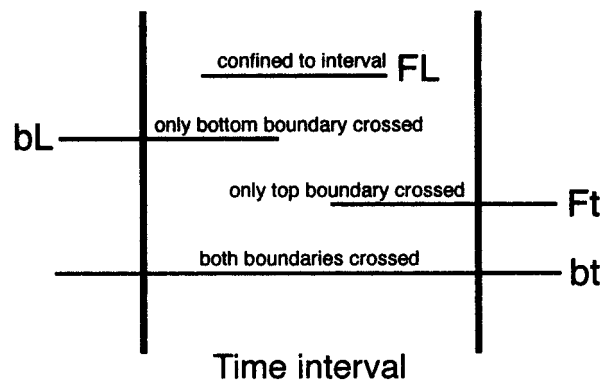 confined to interval FL
bL only bottom boundary crossed
only top boundary crossed Ft
both boundaries crossed bt
Time interval